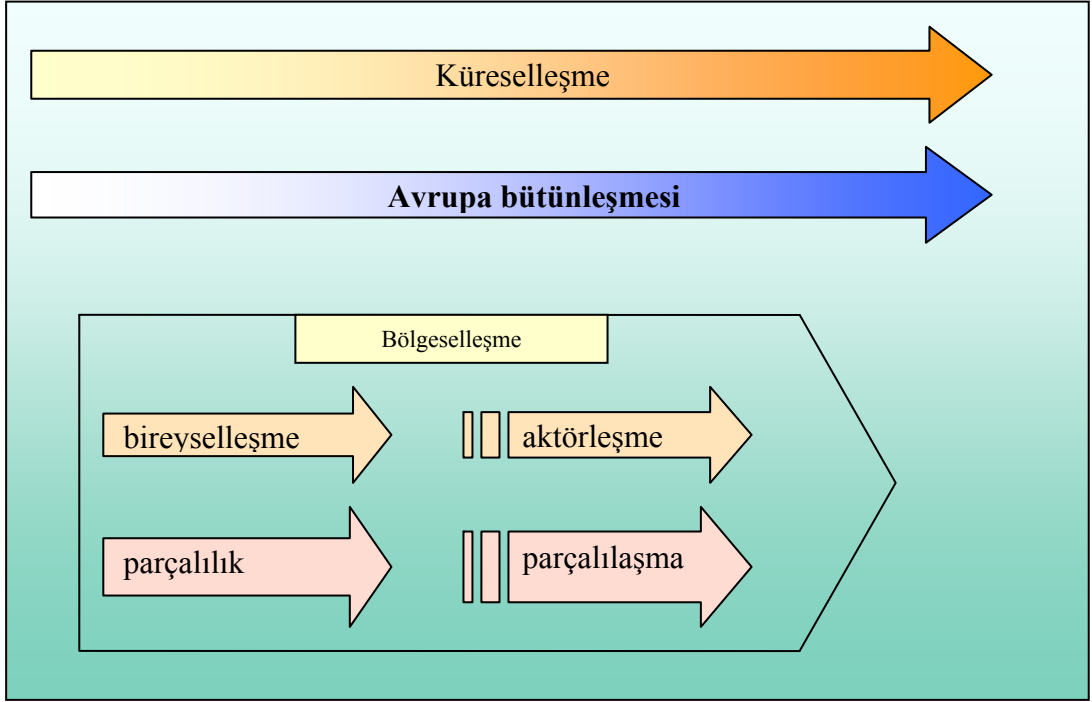 Küreselleşme
Avrupa bütünleşmesi
Bölgeselleşme
bireyselleşme
aktörleşme
parçalılık
parçalılaşma